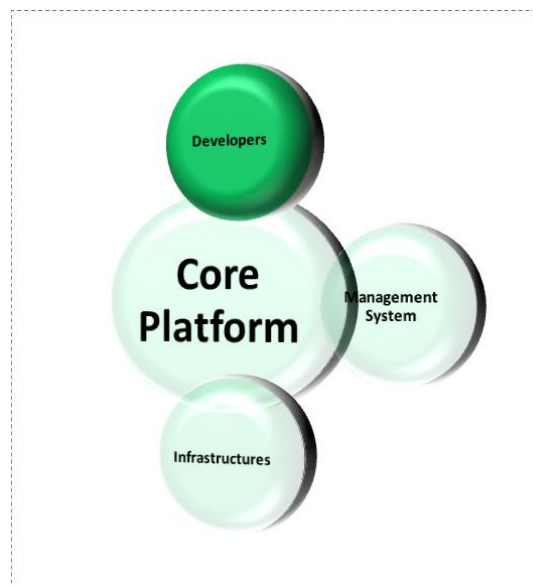 Developers
Core
Platform
Management
System
Infrastructures